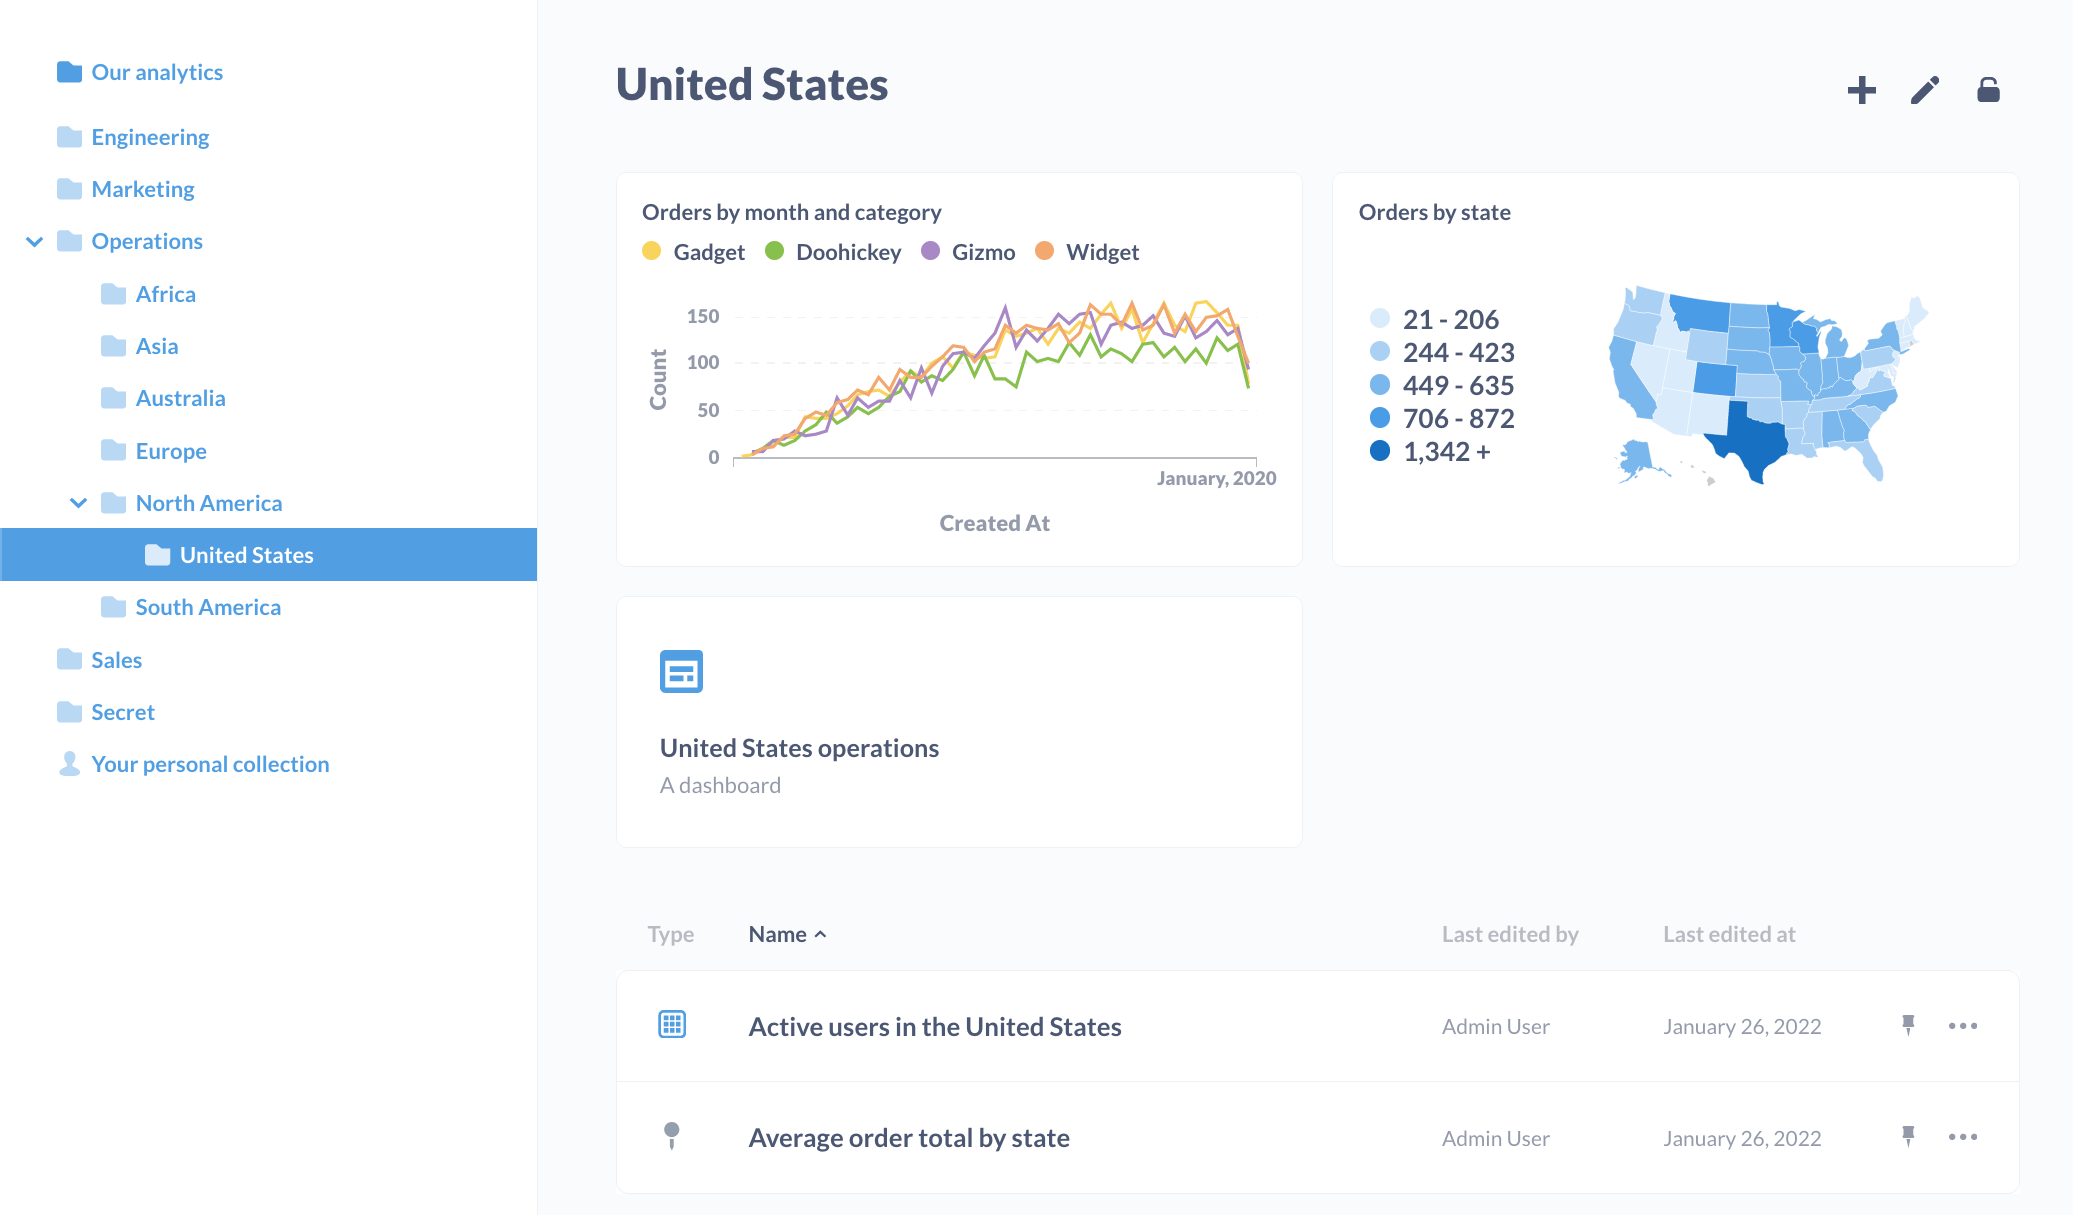 Our analytics
Engineering
Marketing
Operations
Africa
Asia
Australia
Europe
North America
United States
South America
Sales
Secret
Your personal collection
United States
Orders by month and category
Gadget Doohickey Gizmo Widget
150
100
50
0
Count
January, 2020
Created At
Orders by state
21 - 206
244 - 423
449 - 635
706 - 872
1,342 +
United States operations
A dashboard
Type Name Last edited by Last edited at
Active users in the United States Admin User January 26, 2022
Average order total by state Admin User January 26, 2022